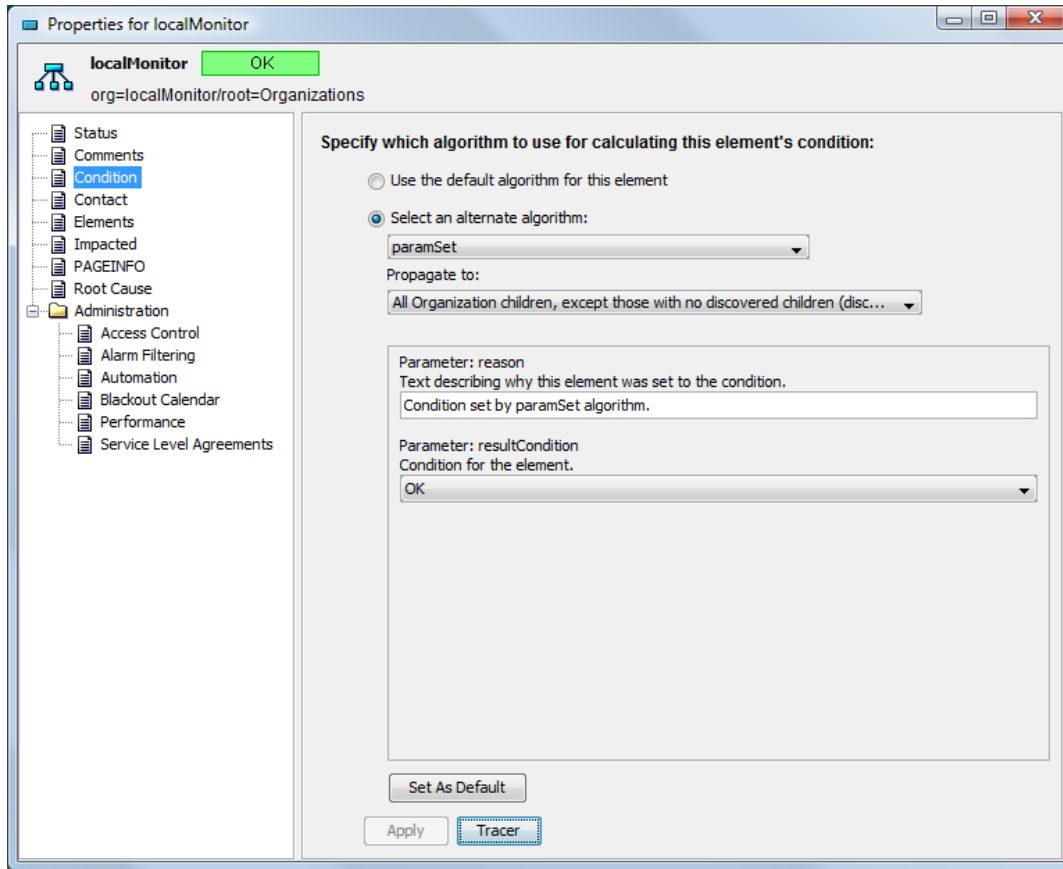 Properties for localMonitor
localMonitor OK
org=localMonitor/root=Organizations
Status
Comments
Condition
Contact
Elements
Impacted
PAGEINFO
Root Cause
Administration
Access Control
Alarm Filtering
Automation
Blackout Calendar
Performance
Service Level Agreements
Specify which algorithm to use for calculating this element's condition:
Use the default algorithm for this element
Select an alternate algorithm:
paramSet
Propagate to:
All Organization children, except those with no discovered children (disc...
Parameter: reason
Text describing why this element was set to the condition.
Condition set by paramSet algorithm.
Parameter: resultCondition
Condition for the element.
OK
Set As Default
Apply Tracer